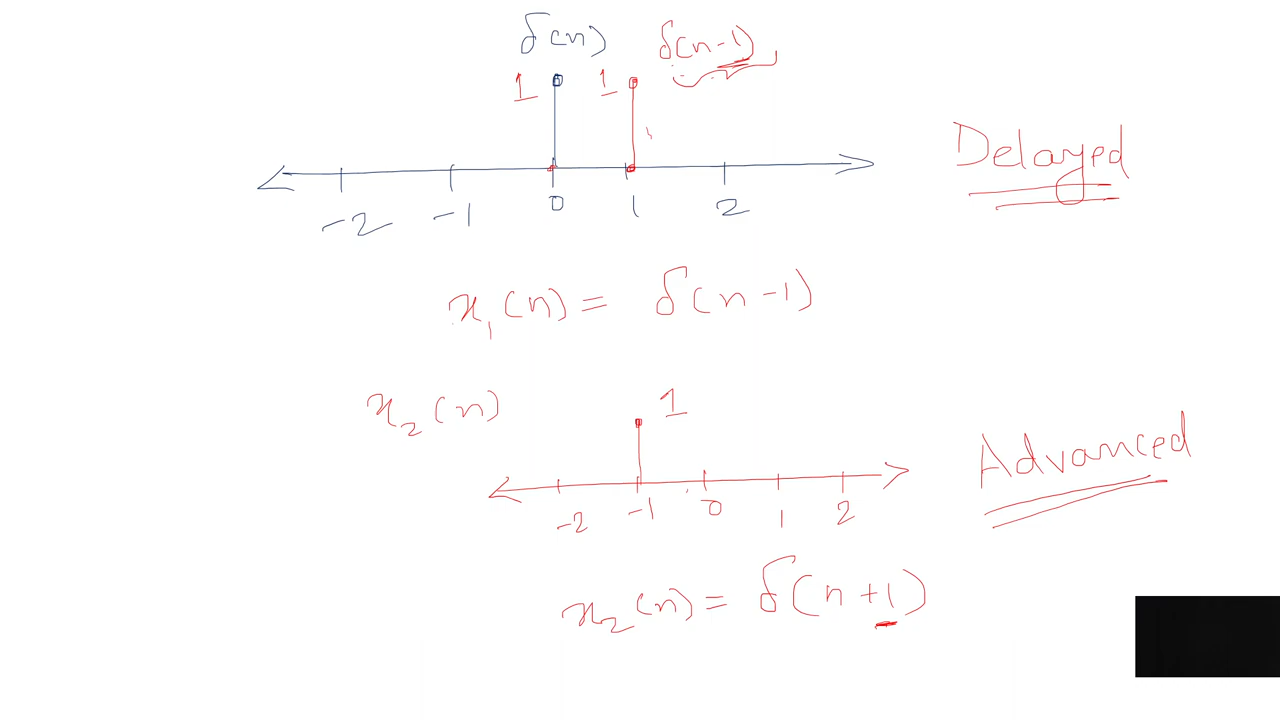 δ(n) δ(n-1)
1 1
Delayed
-2 -1 0 1 2
x₁(n) = δ(n-1)
x₂(n) 1
Advanced
-2 -1 0 1 2
x₂(n) = δ(n+1)